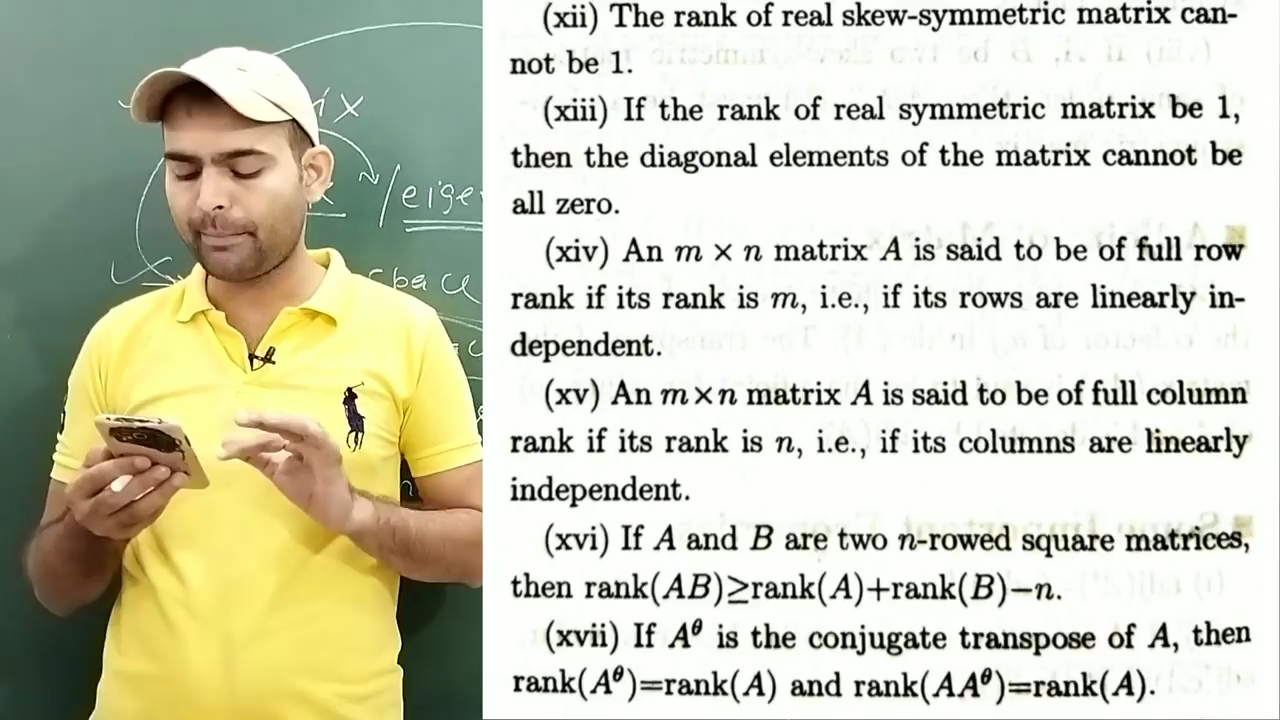 ix
/eige
space
(xii) The rank of real skew-symmetric matrix can-
not be 1.
(xiii) If the rank of real symmetric matrix be 1,
then the diagonal elements of the matrix cannot be
all zero.
(xiv) An m × n matrix A is said to be of full row
rank if its rank is m, i.e., if its rows are linearly in-
dependent.
(xv) An m×n matrix A is said to be of full column
rank if its rank is n, i.e., if its columns are linearly
independent.
(xvi) If A and B are two n-rowed square matrices,
then rank(AB)≥rank(A)+rank(B)−n.
(xvii) If A^θ is the conjugate transpose of A, then
rank(A^θ)=rank(A) and rank(AA^θ)=rank(A).